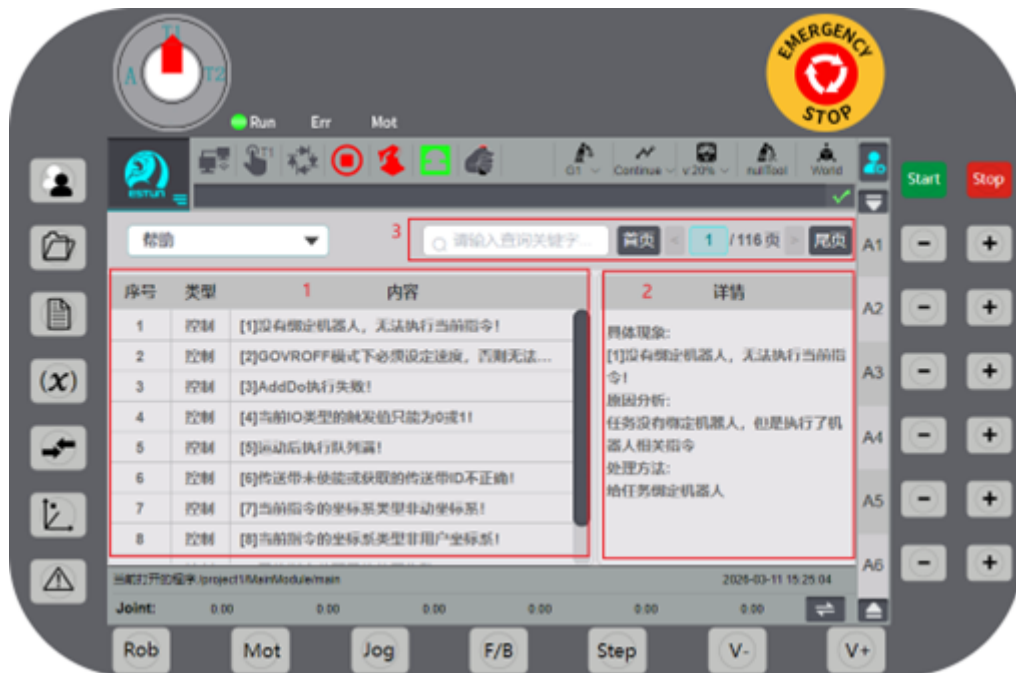 T1
A T2
EMERGENCY
STOP
Run Err Mot
ESTUN
T1
G1 Continue v 20% nullTool World
Start Stop
帮助
3 请输入查询关键字... 首页 < 1 /116 页 > 尾页
A1 - +
序号 类型 1 内容
2 详情
A2 - +
1 控制 [1]没有绑定机器人，无法执行当前指令!
2 控制 [2]GOVROFF模式下必须设定速度，否则无法...
3 控制 [3]AddDo执行失败!
4 控制 [4]当前IO类型的触发值只能为0或1!
5 控制 [5]运动后执行队列满!
6 控制 [6]传送带未使能或获取的传送带ID不正确!
7 控制 [7]当前指令的坐标系类型非动坐标系!
8 控制 [8]当前指令的坐标系类型非用户坐标系!
具体现象:
[1]没有绑定机器人，无法执行当前指
令!
原因分析:
任务没有绑定机器人，但是执行了机
器人相关指令
处理方法:
给任务绑定机器人
(x)
A3 - +
A4 - +
A5 - +
A6 - +
当前打开的程序:/project1/MainModule/main 2026-03-11 15:25:04
Joint: 0.00 0.00 0.00 0.00 0.00 0.00
Rob Mot Jog F/B Step V- V+